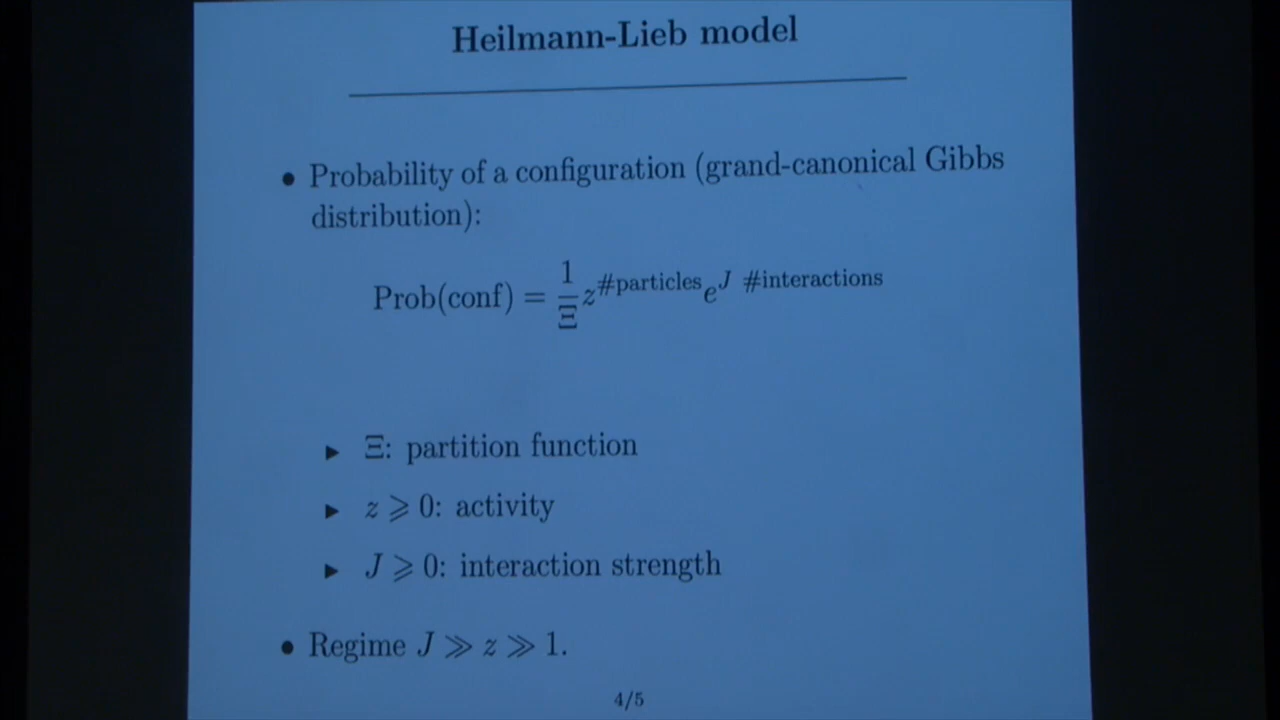 Heilmann-Lieb model
• Probability of a configuration (grand-canonical Gibbs
distribution):
Prob(conf) = \frac{1}{Ξ} z^{#particles} e^{J #interactions}
▶ Ξ: partition function
▶ z ⩾ 0: activity
▶ J ⩾ 0: interaction strength
• Regime J ≫ z ≫ 1.
4/5